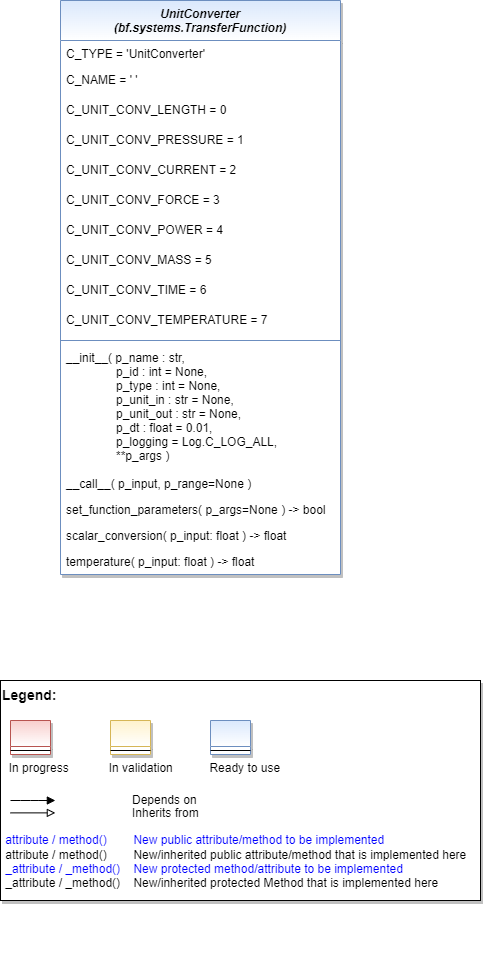 UnitConverter
(bf.systems.TransferFunction)
C_TYPE = 'UnitConverter'
C_NAME = ' '
C_UNIT_CONV_LENGTH = 0
C_UNIT_CONV_PRESSURE = 1
C_UNIT_CONV_CURRENT = 2
C_UNIT_CONV_FORCE = 3
C_UNIT_CONV_POWER = 4
C_UNIT_CONV_MASS = 5
C_UNIT_CONV_TIME = 6
C_UNIT_CONV_TEMPERATURE = 7
__init__( p_name : str,
p_id : int = None,
p_type : int = None,
p_unit_in : str = None,
p_unit_out : str = None,
p_dt : float = 0.01,
p_logging = Log.C_LOG_ALL,
**p_args )
__call__( p_input, p_range=None )
set_function_parameters( p_args=None ) -> bool
scalar_conversion( p_input: float ) -> float
temperature( p_input: float ) -> float
Legend:
In progress In validation Ready to use
Depends on
Inherits from
attribute / method() New public attribute/method to be implemented
attribute / method() New/inherited public attribute/method that is implemented here
_attribute / _method() New protected method/attribute to be implemented
_attribute / _method() New/inherited protected Method that is implemented here